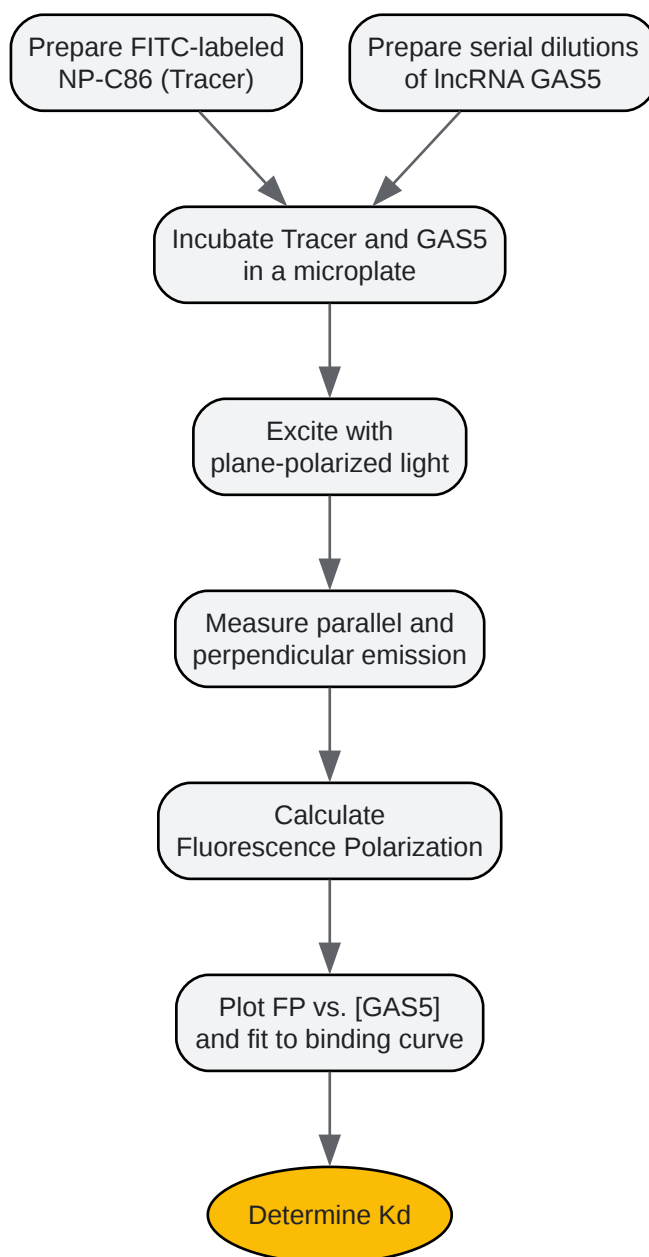 Prepare FITC-labeled
NP-C86 (Tracer)
Prepare serial dilutions
of lncRNA GAS5
Incubate Tracer and GAS5
in a microplate
Excite with
plane-polarized light
Measure parallel and
perpendicular emission
Calculate
Fluorescence Polarization
Plot FP vs. [GAS5]
and fit to binding curve
Determine Kd